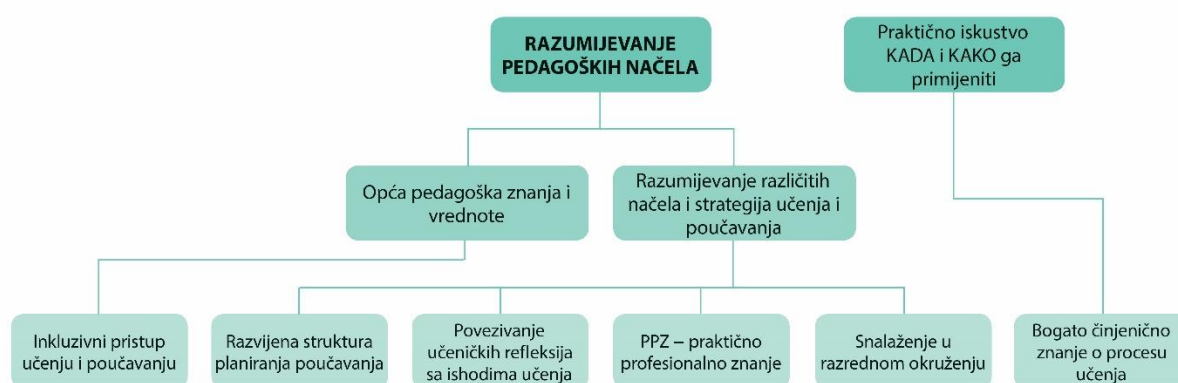 RAZUMIJEVANJE
PEDAGOŠKIH NAČELA
Praktično iskustvo
KADA i KAKO ga
primijeniti
Opća pedagoška znanja i
vrednote
Razumijevanje različitih
načela i strategija učenja i
poučavanja
Inkluzivni pristup
učenju i poučavanju
Razvijena struktura
planiranja poučavanja
Povezivanje
učeničkih refleksija
sa ishodima učenja
PPZ – praktično
profesionalno znanje
Snalaženje u
razrednom okruženju
Bogato činjenično
znanje o procesu
učenja